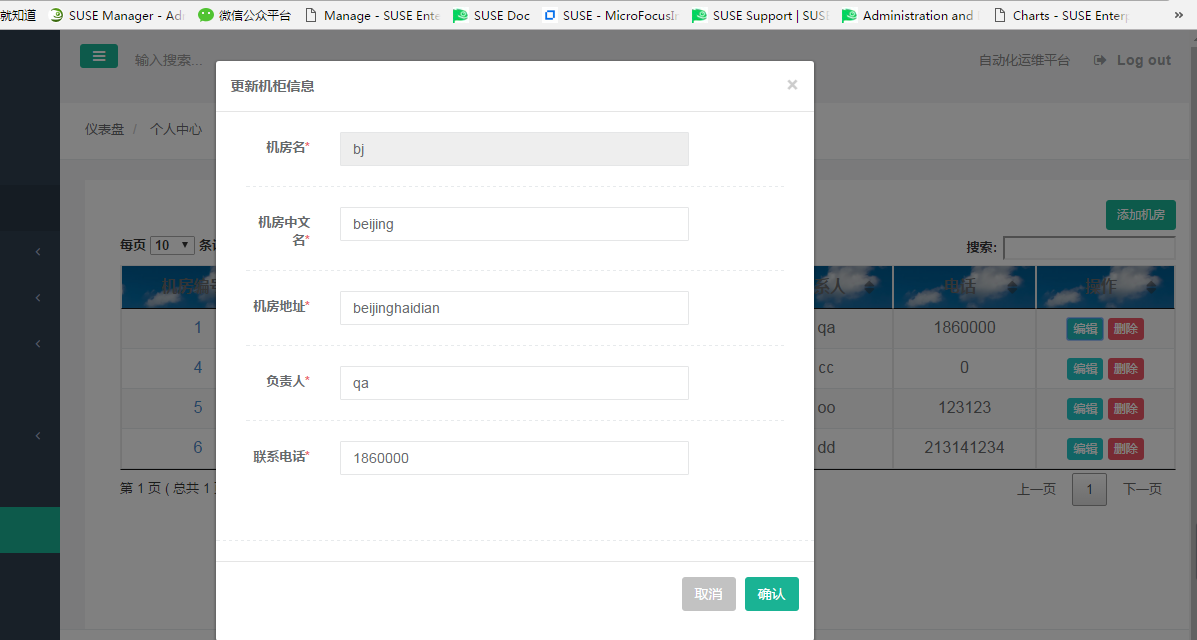 就知道 SUSE Manager - Ad 微信公众平台 Manage - SUSE Ente SUSE Doc SUSE - MicroFocusI SUSE Support | SUS Administration and Charts - SUSE Enterp »
输入搜索... 自动化运维平台 Log out
更新机柜信息 ×
仪表盘 / 个人中心
机房名* bj
添加机房
机房中文名* beijing
每页 10 条 搜索:
机房编 系人 电话 操作
机房地址* beijinghaidian
1 qa 1860000 编辑 删除
4 cc 0 编辑 删除
负责人* qa
5 oo 123123 编辑 删除
6 dd 213141234 编辑 删除
联系电话* 1860000
第 1 页 ( 总共 1 上一页 1 下一页
取消 确认